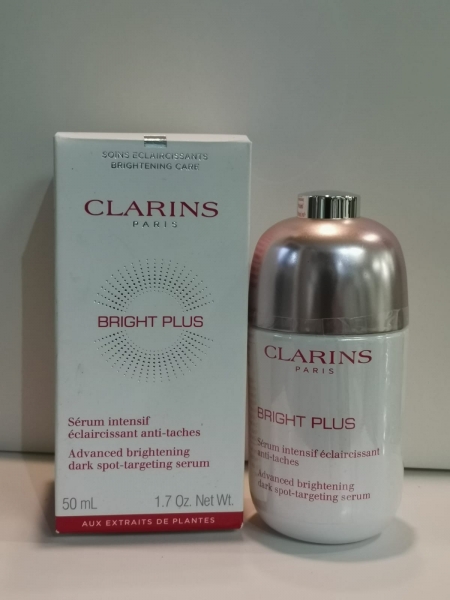 SOINS ÉCLAIRCISSANTS
BRIGHTENING CARE
CLARINS
PARIS
BRIGHT PLUS
Sérum intensif
éclaircissant anti-taches
Advanced brightening
dark spot-targeting serum
50 mL 1.7 Oz. Net Wt.
AUX EXTRAITS DE PLANTES
CLARINS
PARIS
BRIGHT PLUS
Sérum intensif éclaircissant
anti-taches
Advanced brightening
dark spot-targeting serum